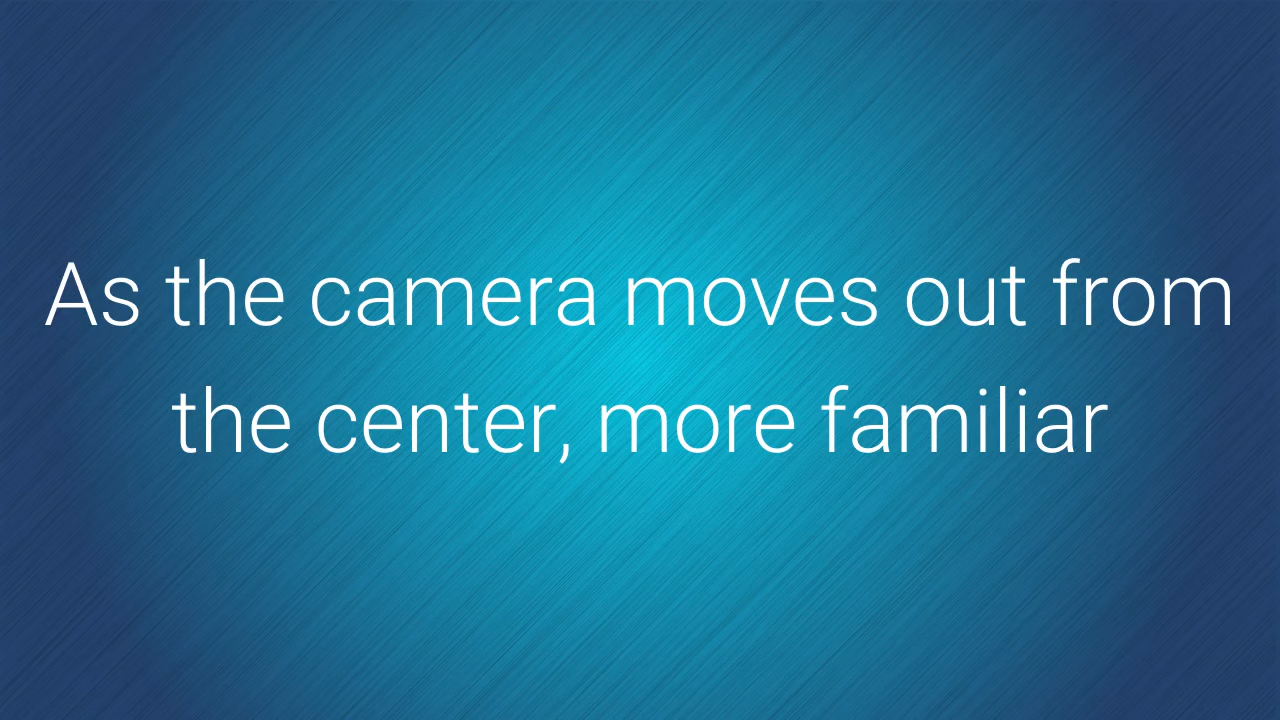 As the camera moves out from
the center, more familiar